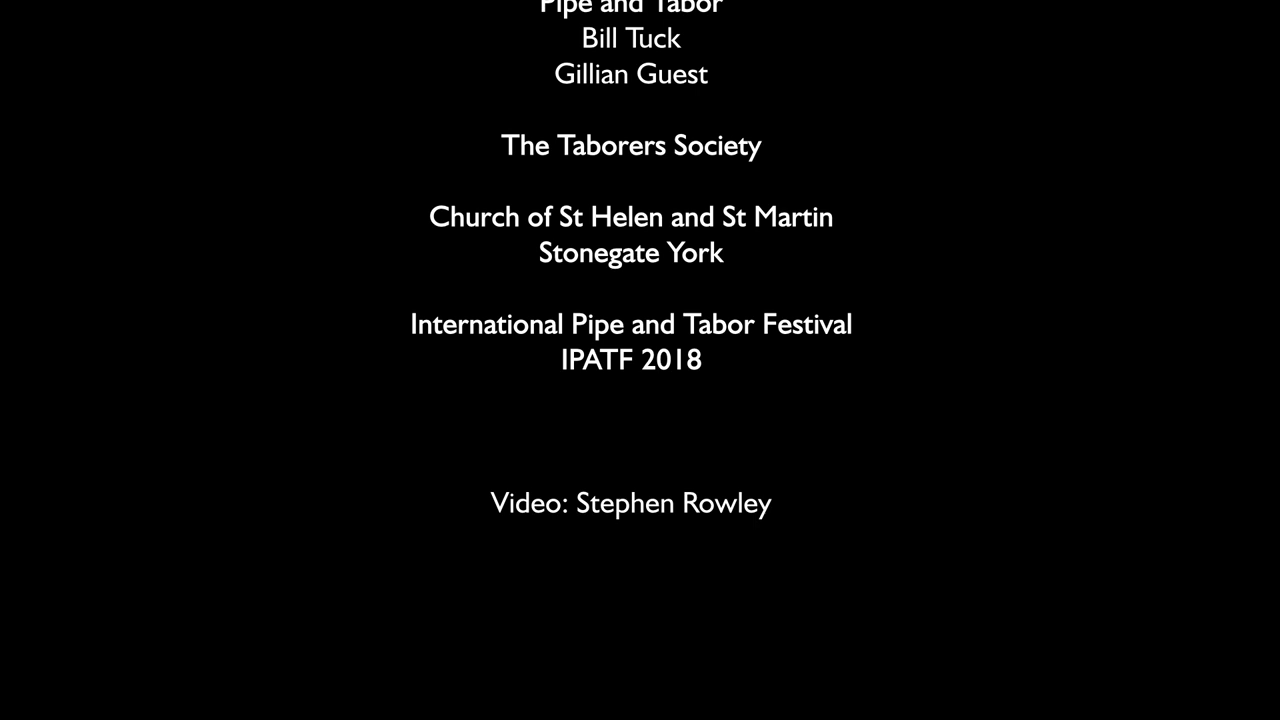 Pipe and Tabor
Bill Tuck
Gillian Guest
The Taborers Society
Church of St Helen and St Martin
Stonegate York
International Pipe and Tabor Festival
IPATF 2018
Video: Stephen Rowley